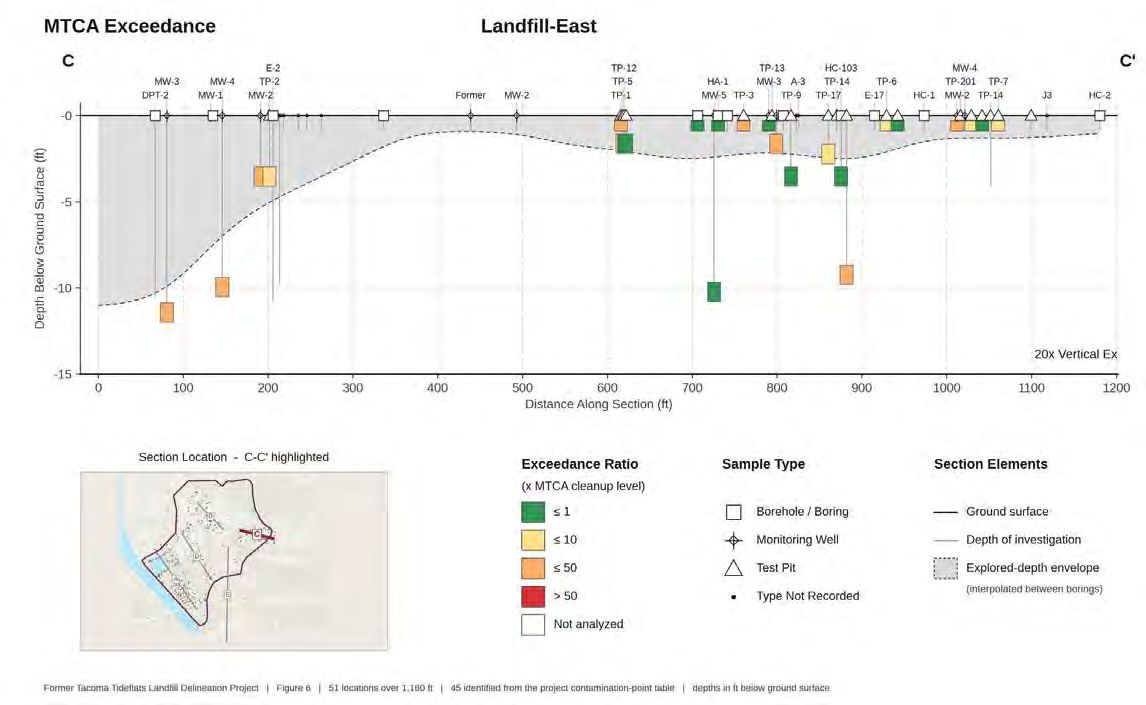 MTCA Exceedance
Landfill-East
C
C'
E-2
TP-12
TP-13
HC-103
MW-4
MW-3
MW-4
TP-2
TP-5
HA-1
MW-3
A-3
TP-14
TP-6
TP-201
TP-7
DPT-2
MW-1
MW-2
Former
MW-2
TP-1
MW-5
TP-3
TP-9
TP-17
E-17
HC-1
MW-2
TP-14
J3
HC-2
-0
-5
-10
-15
Depth Below Ground Surface (ft)
20x Vertical Ex
0
100
200
300
400
500
600
700
800
900
1000
1100
1200
Distance Along Section (ft)
Section Location - C-C' highlighted
C
Exceedance Ratio
(x MTCA cleanup level)
≤ 1
≤ 10
≤ 50
> 50
Not analyzed
Sample Type
Borehole / Boring
Monitoring Well
Test Pit
Type Not Recorded
Section Elements
Ground surface
Depth of investigation
Explored-depth envelope
(interpolated between borings)
Former Tacoma Tideflats Landfill Delineation Project | Figure 6 | 51 locations over 1,180 ft | 45 identified from the project contamination-point table | depths in ft below ground surface